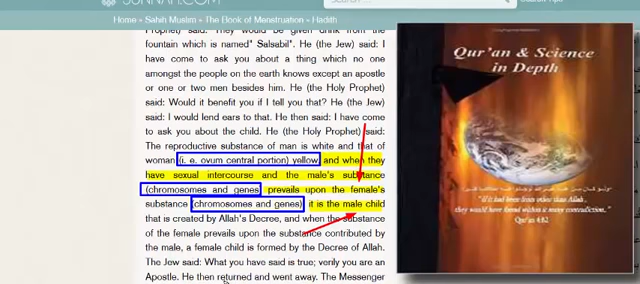 SUNNAH.COM
Home » Sahih Muslim » The Book of Menstruation » Hadith
Prophet) said: They would be given drink from the
fountain which is named" Salsabil". He (the Jew) said: I
have come to ask you about a thing which no one
amongst the people on the earth knows except an apostle
or one or two men besides him. He (the Holy Prophet)
said: Would it benefit you if I tell you that? He (the Jew)
said: I would lend ears to that. He then said: I have come
to ask you about the child. He (the Holy Prophet) said:
The reproductive substance of man is white and that of
woman (i. e. ovum central portion) yellow, and when they
have sexual intercourse and the male's substance
(chromosomes and genes) prevails upon the female's
substance (chromosomes and genes), it is the male child
that is created by Allah's Decree, and when the substance
of the female prevails upon the substance contributed by
the male, a female child is formed by the Decree of Allah.
The Jew said: What you have said is true; verily you are an
Apostle. He then returned and went away. The Messenger
Qur'an & Science
in Depth
"if it had been from other than Allah,
they would have found within it many contradiction."
Qur'an 4:82